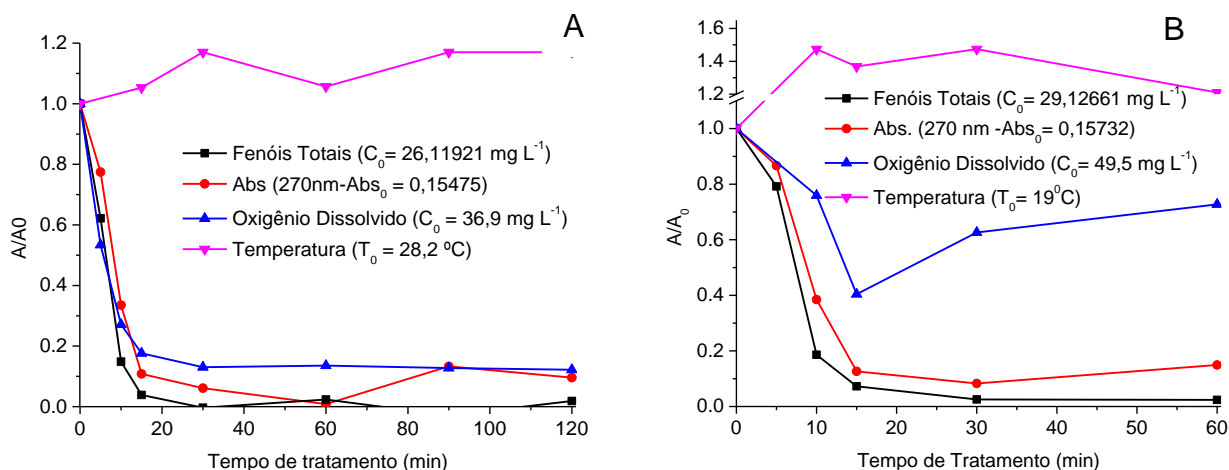 A
1.2
1.0
0.8
0.6
0.4
0.2
0.0
A/A0
Fenóis Totais (C₀= 26,11921 mg L⁻¹)
Abs (270nm-Abs₀ = 0,15475)
Oxigênio Dissolvido (C₀ = 36,9 mg L⁻¹)
Temperatura (T₀ = 28,2 ºC)
0 20 40 60 80 100 120
Tempo de tratamento (min)
B
1.6
1.4
1.2
1.0
0.8
0.6
0.4
0.2
0.0
A/A₀
Fenóis Totais (C₀= 29,12661 mg L⁻¹)
Abs. (270 nm -Abs₀= 0,15732)
Oxigênio Dissolvido (C₀= 49,5 mg L⁻¹)
Temperatura (T₀= 19⁰C)
0 10 20 30 40 50 60
Tempo de Tratamento (min)